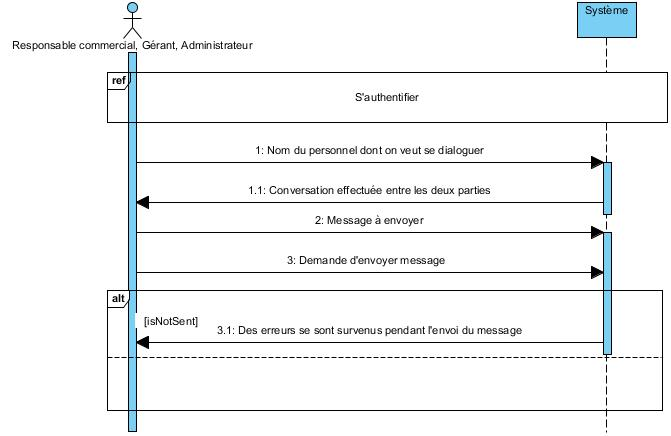 Système
Responsable commercial, Gérant, Administrateur
ref
S'authentifier
1: Nom du personnel dont on veut se dialoguer
1.1: Conversation effectuée entre les deux parties
2: Message à envoyer
3: Demande d'envoyer message
alt
[isNotSent]
3.1: Des erreurs se sont survenus pendant l'envoi du message